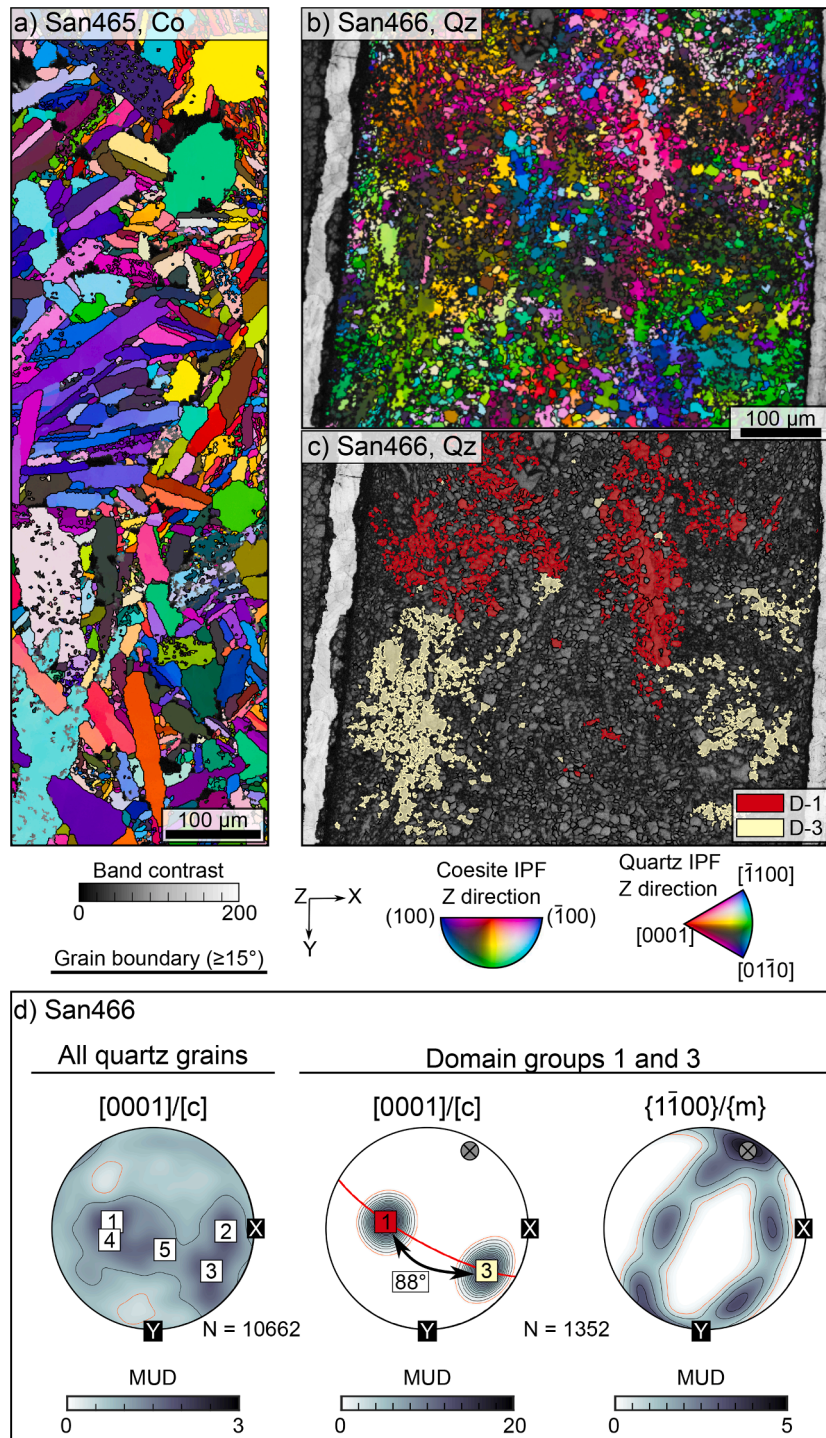 a) San465, Co
100 µm
b) San466, Qz
100 µm
c) San466, Qz
D-1
D-3
Band contrast
0 200
Grain boundary (≥15°)
Z X
Y
Coesite IPF
Z direction
(100) (1̄00)
Quartz IPF
Z direction
[1̄100]
[0001]
[011̄0]
d) San466
All quartz grains
Domain groups 1 and 3
[0001]/[c]
[0001]/[c]
{11̄00}/{m}
1
4
5
2
3
X
Y
N = 10662
1
3
88°
X
Y
N = 1352
X
Y
MUD
0 3
MUD
0 20
MUD
0 5